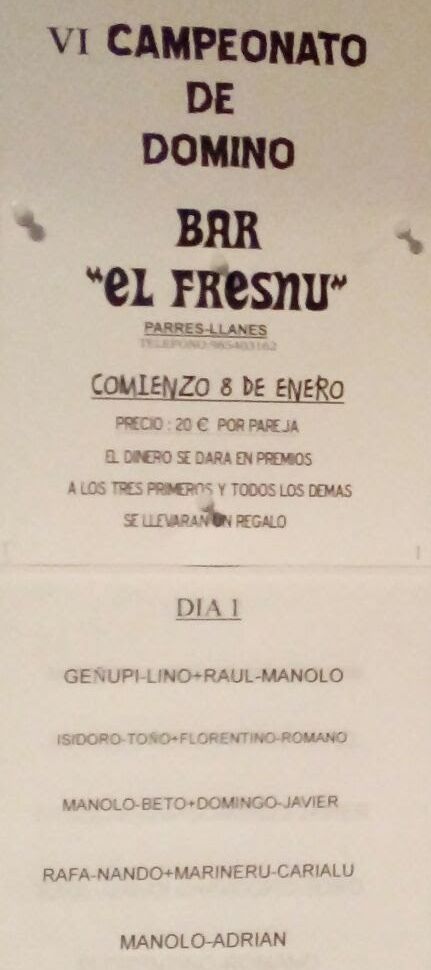 VI CAMPEONATO
DE
DOMINO
BAR
"EL FRESNU"
PARRES-LLANES
TELEFONO:985403162
COMIENZO 8 DE ENERO
PRECIO : 20 € POR PAREJA
EL DINERO SE DARA EN PREMIOS
A LOS TRES PRIMEROS Y TODOS LOS DEMAS
SE LLEVARAN UN REGALO
DIA 1
GEÑUPI-LINO+RAUL-MANOLO
ISIDORO-TOÑO+FLORENTINO-ROMANO
MANOLO-BETO+DOMINGO-JAVIER
RAFA-NANDO+MARINERU-CARIALU
MANOLO-ADRIAN